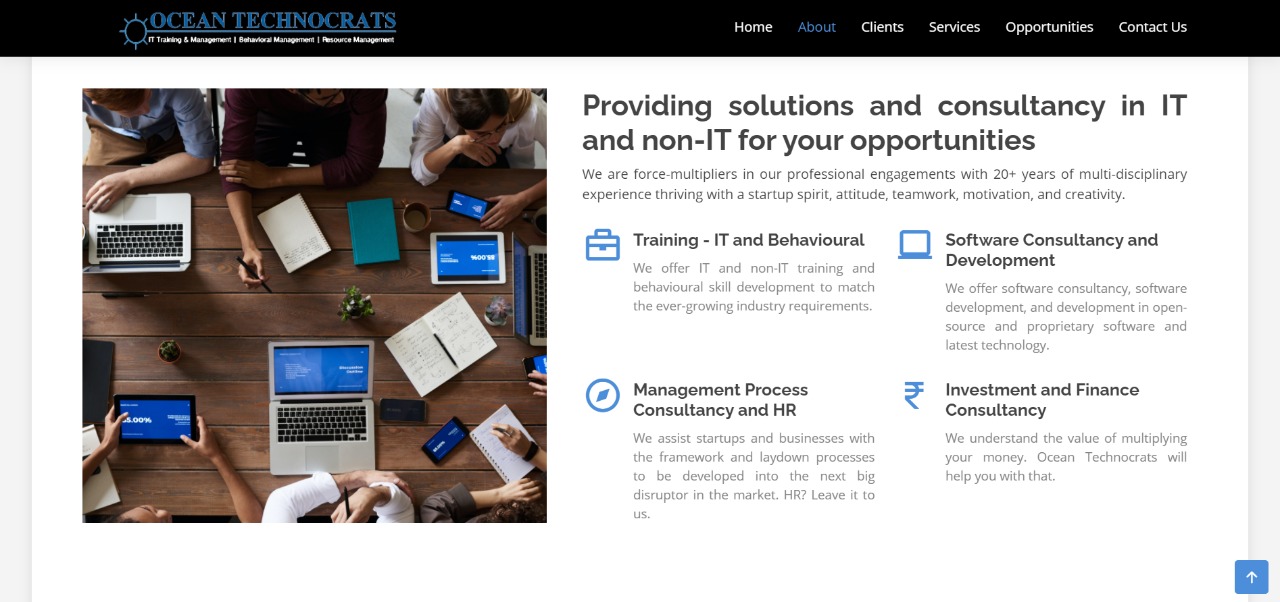 OCEAN TECHNOCRATS
IT Training & Management | Behavioral Management | Resource Management
Home About Clients Services Opportunities Contact Us
Providing solutions and consultancy in IT
and non-IT for your opportunities
We are force-multipliers in our professional engagements with 20+ years of multi-disciplinary
experience thriving with a startup spirit, attitude, teamwork, motivation, and creativity.
Training - IT and Behavioural
We offer IT and non-IT training and
behavioural skill development to match
the ever-growing industry requirements.
Software Consultancy and
Development
We offer software consultancy, software
development, and development in open-
source and proprietary software and
latest technology.
Management Process
Consultancy and HR
We assist startups and businesses with
the framework and laydown processes
to be developed into the next big
disruptor in the market. HR? Leave it to
us.
₹
Investment and Finance
Consultancy
We understand the value of multiplying
your money. Ocean Technocrats will
help you with that.